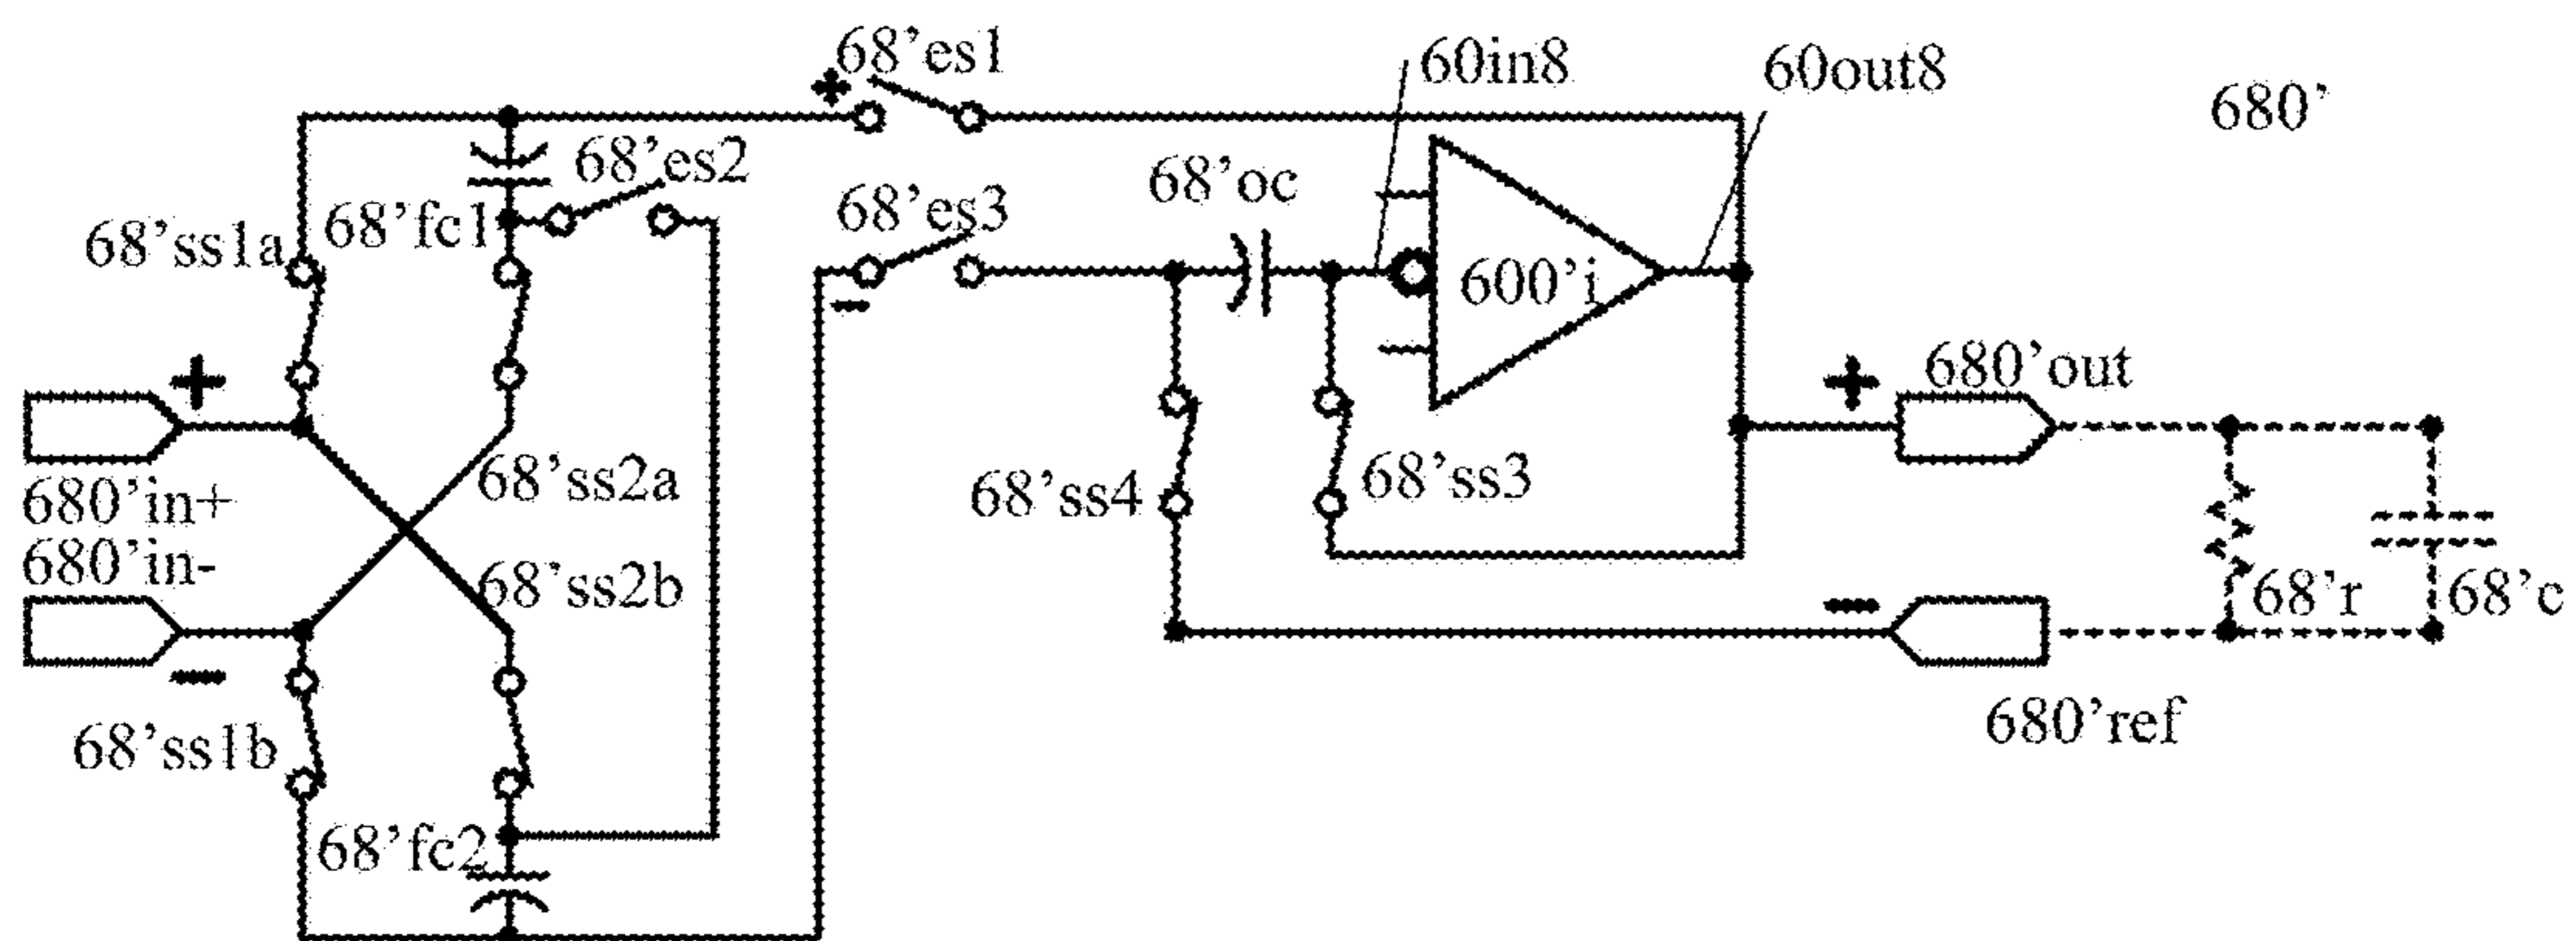 68’es1
60in8
60out8
680’
68’es2
68’oc
68’es3
68’ss1a
68’fc1
600’i
+
+
680’out
680’in+
68’ss2a
68’ss4
68’ss3
680’in-
68’ss2b
68’r
68’c
-
-
680’ref
68’ss1b
68’fc2
+
-